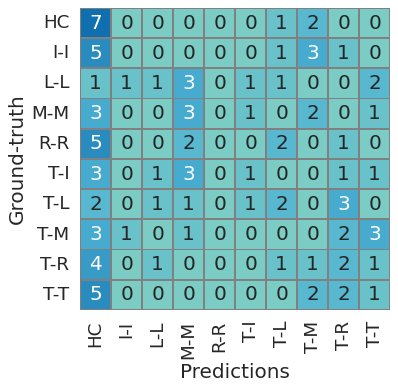 HC 7 0 0 0 0 0 1 2 0 0
I-I 5 0 0 0 0 0 1 3 1 0
L-L 1 1 1 3 0 1 1 0 0 2
M-M 3 0 0 3 0 1 0 2 0 1
R-R 5 0 0 2 0 0 2 0 1 0
T-I 3 0 1 3 0 1 0 0 1 1
T-L 2 0 1 1 0 1 2 0 3 0
T-M 3 1 0 1 0 0 0 0 2 3
T-R 4 0 1 0 0 0 1 1 2 1
T-T 5 0 0 0 0 0 0 2 2 1
HC I-I L-L M-M R-R T-I T-L T-M T-R T-T
Predictions
Ground-truth